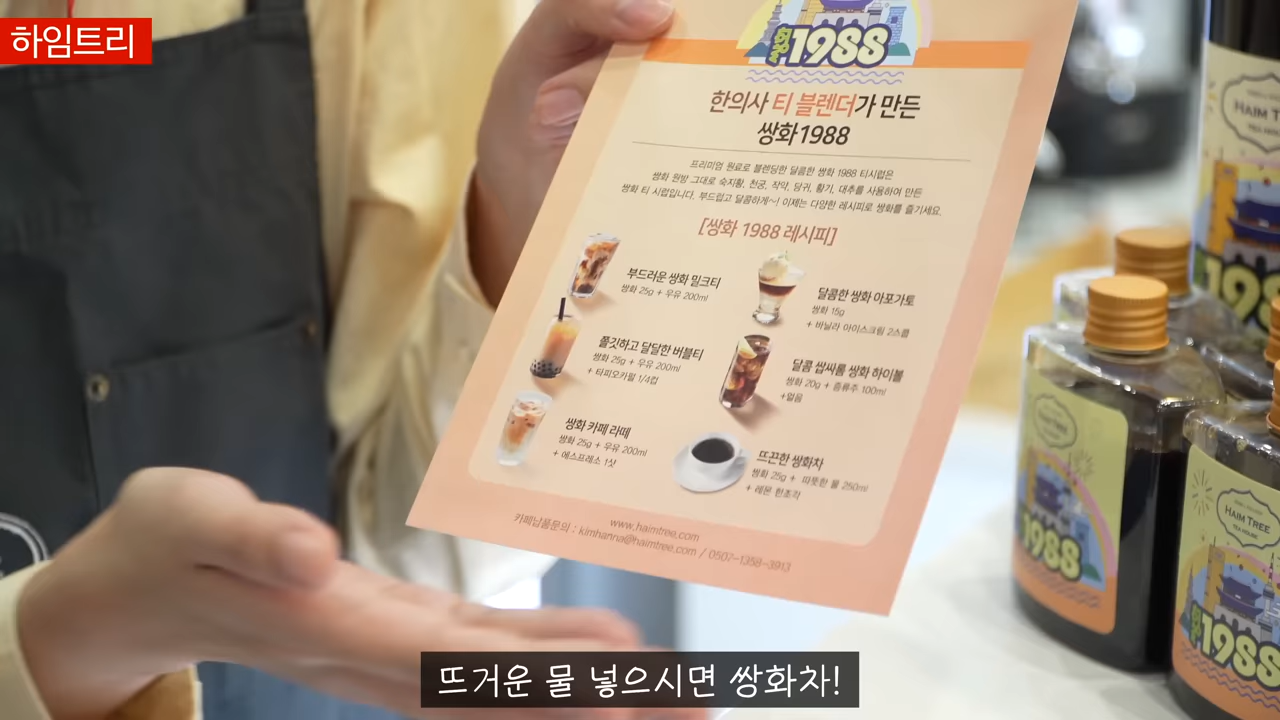 하임트리
쌍화 1988
한의사 티 블렌더가 만든
쌍화1988
프리미엄 원료로 블렌딩한 달콤한 쌍화 1988 티시럽은
쌍화 원방 그대로 숙지황, 천궁, 작약, 당귀, 황기, 대추를 사용하여 만든
쌍화 티 시럽입니다. 부드럽고 달콤하게~! 이제는 다양한 레시피로 쌍화를 즐기세요.
[쌍화 1988 레시피]
부드러운 쌍화 밀크티
쌍화 25g + 우유 200ml
쫄깃하고 달달한 버블티
쌍화 25g + 우유 200ml
+ 타피오카펄 1/4컵
쌍화 카페 라떼
쌍화 25g + 우유 200ml
+ 에스프레소 1샷
달콤한 쌍화 아포가토
쌍화 15g
+ 바닐라 아이스크림 2스쿱
달콤 쌉싸름 쌍화 하이볼
쌍화 20g + 증류주 100ml
+얼음
뜨끈한 쌍화차
쌍화 25g + 따뜻한 물 250ml
+ 레몬 한조각
www.haimtree.com
카페납품문의 : kimhanna@haimtree.com / 0507-1358-3913
HAIM T
198
1988
HAIM TREE
TEA HOUSE
쌍화 1988
뜨거운 물 넣으시면 쌍화차!